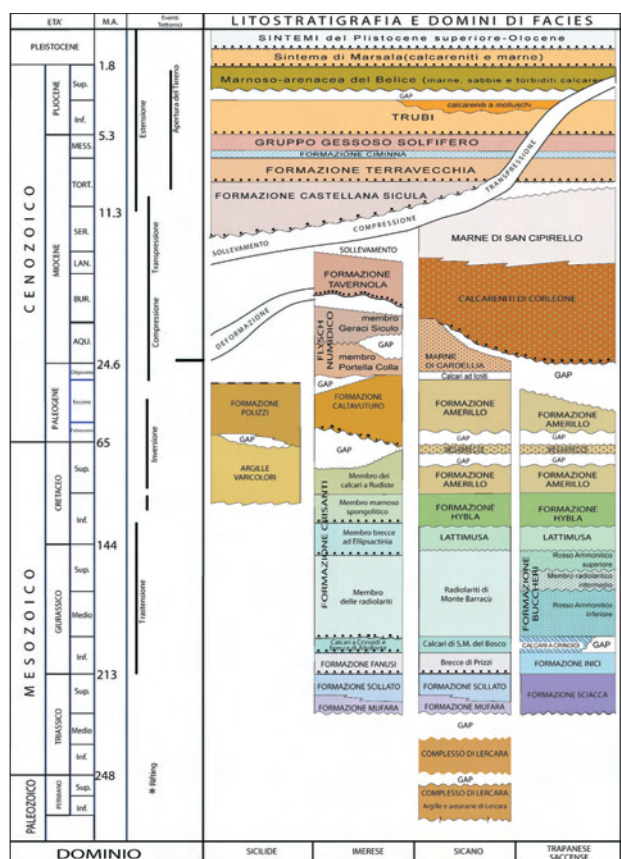 ETÀ'
M.A.
Eventi
Tettonici
LITOSTRATIGRAFIA E DOMINI DI FACIES
PLEISTOCENE
SINTEMI del Plistocene superiore-Olocene
Sintema di Marsala(calcareniti e marno)
1.8
Marnoso-arenacea del Belice (marne, sabbie e torbiditi calcaree
GAP
calcareniti a molluschi
TRUBI
CENOZOICO
PLIOCENE
Sup.
Inf.
5.3
Estensione
Apertura del Tirreno
MIOCENE
MESS.
TORT.
11.3
SER.
LAN.
BUR.
AQU.
24.6
Compressione
Transpressione
GRUPPO GESSOSO SOLFIFERO
FORMAZIONE CIMINNA
FORMAZIONE TERRAVECCHIA
FORMAZIONE CASTELLANA SICULA
SOLLEVAMENTO
COMPRESSIONE
TRANSPRESSIONE
DEFORMAZIONE
SOLLEVAMENTO
FORMAZIONE
TAVERNOLA
FLYSCH
NUMIDICO
membro
Geraci Siculo
GAP
membro
Portella Colla
MARNE DI SAN CIPIRELLO
CALCARENITI DI CORLEONE
MARNE
DI CARDELLIA
Calcari ad Ioniti
GAP
GAP
PALEOGENE
Oligocene
Eocene
Paleocene
65
Inversione
FORMAZIONE
POLIZZI
GAP
ARGILLE
VARICOLORI
FORMAZIONE
CALTAVUTURO
GAP
FORMAZIONE
AMERILLO
GAP
MEGABRECCE
GAP
FORMAZIONE
AMERILLO
FORMAZIONE
HYBLA
LATTIMUSA
FORMAZIONE
AMERILLO
GAP
MEGABRECCE
GAP
FORMAZIONE
AMERILLO
FORMAZIONE
HYBLA
LATTIMUSA
MESOZOICO
CRETACEO
Sup.
Inf.
144
GIURASSICO
Sup.
Medio
Inf.
213
Transtensione
FORMAZIONE CRISANTI
Membro dei
calcari a Rudiste
Membro marnoso
spongolitico
Membro brecce
ad Ellipsactinia
Membro
delle radiolariti
Calcari a Crinoidi e
FORMAZIONE FANUSI
Radiolariti di
Monte Barracù
Calcari di S.M. del Bosco
Brecce di Prizzi
FORMAZIONE
BUCCHERI
Rosso Ammonitico
superiore
Membro radiolaritico
intermedio
Rosso Ammonitico
inferiore
CALCARI A CRINOIDI
GAP
FORMAZIONE INICI
TRIASSICO
Sup.
Medio
Inf.
248
FORMAZIONE SCILLATO
FORMAZIONE MUFARA
FORMAZIONE SCILLATO
FORMAZIONE MUFARA
FORMAZIONE SCIACCA
GAP
COMPLESSO DI LERCARA
GAP
PALEOZOICO
PERMIANO
Sup.
Inf.
* Rifting
COMPLESSO DI LERCARA
Argille e arenarie di Lercara
DOMINIO
SICILIDE
IMERESE
SICANO
TRAPANESE
SACCENSE